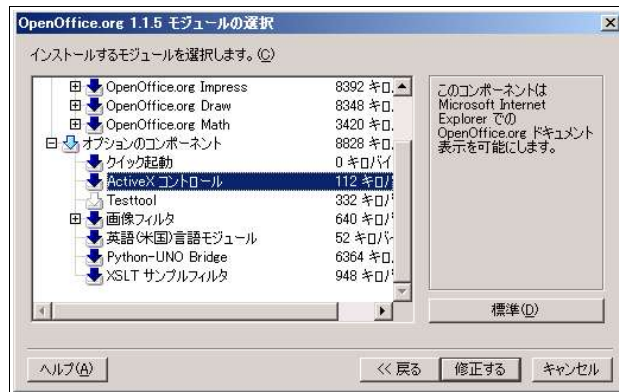 OpenOffice.org 1.1.5 モジュールの選択
インストールするモジュールを選択します。(C)
OpenOffice.org Impress 8392 キロ
OpenOffice.org Draw 8348 キロ
OpenOffice.org Math 3420 キロ
オプションのコンポーネント 8828 キロ
クイック起動 0 キロバイ
ActiveX コントロール 112 キロ
Testtool 332 キロ
画像フィルタ 640 キロ
英語(米国)言語モジュール 52 キロバ
Python-UNO Bridge 6364 キロ
XSLT サンプルフィルタ 948 キロ
このコンポーネントは
Microsoft Internet
Explorer での
OpenOffice.org ドキュメント
表示を可能にします。
標準(D)
ヘルプ(A)
<< 戻る
修正する
キャンセル